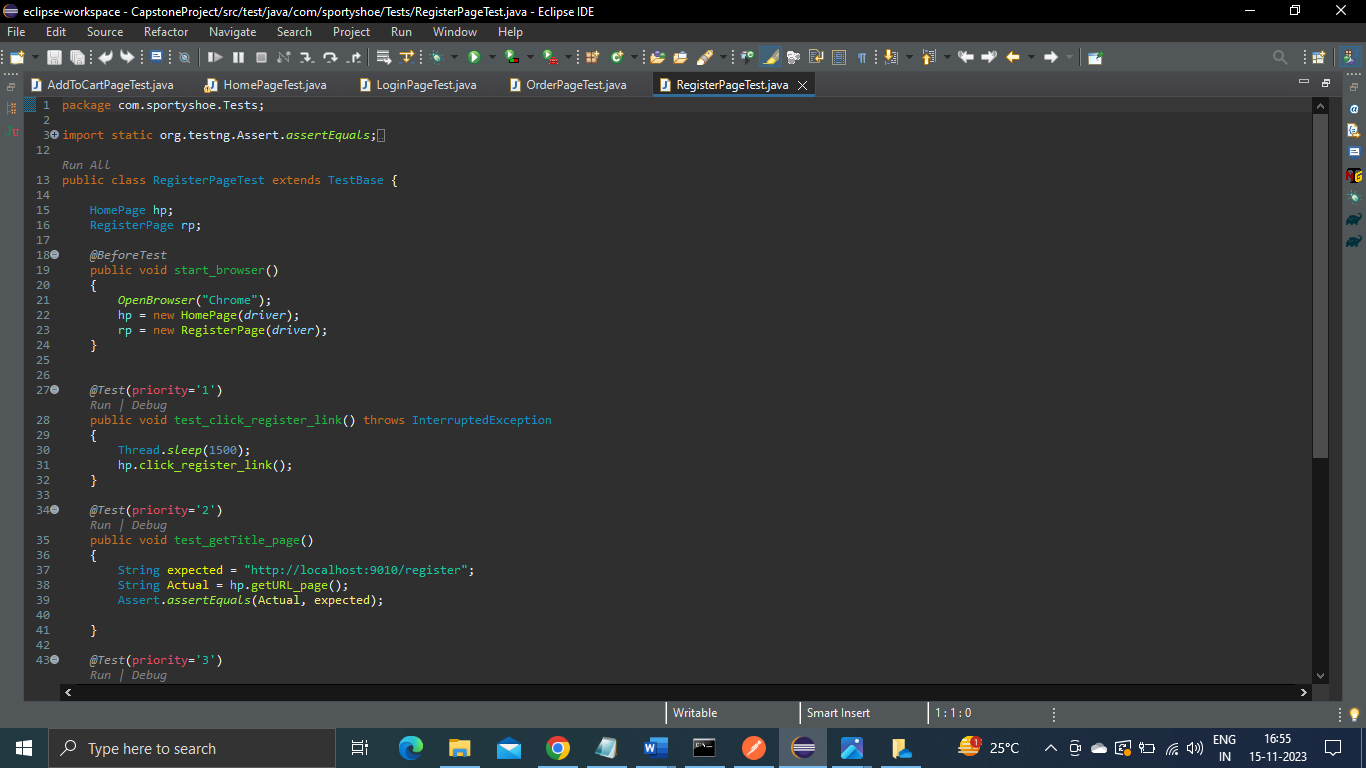 eclipse-workspace - CapstoneProject/src/test/java/com/sportyshoe/Tests/RegisterPageTest.java - Eclipse IDE
File Edit Source Refactor Navigate Search Project Run Window Help
AddToCartPageTest.java HomePageTest.java LoginPageTest.java OrderPageTest.java RegisterPageTest.java
1 package com.sportyshoe.Tests;
2
3 import static org.testng.Assert.assertEquals;
12
Run All
13 public class RegisterPageTest extends TestBase {
14
15 HomePage hp;
16 RegisterPage rp;
17
18 @BeforeTest
19 public void start_browser()
20 {
21 OpenBrowser("Chrome");
22 hp = new HomePage(driver);
23 rp = new RegisterPage(driver);
24 }
25
26
27 @Test(priority='1')
Run | Debug
28 public void test_click_register_link() throws InterruptedException
29 {
30 Thread.sleep(1500);
31 hp.click_register_link();
32 }
33
34 @Test(priority='2')
Run | Debug
35 public void test_getTitle_page()
36 {
37 String expected = "http://localhost:9010/register";
38 String Actual = hp.getURL_page();
39 Assert.assertEquals(Actual, expected);
40
41 }
42
43 @Test(priority='3')
Run | Debug
Writable Smart Insert 1 : 1 : 0
Type here to search
1 25°C
ENG
IN
16:55
15-11-2023